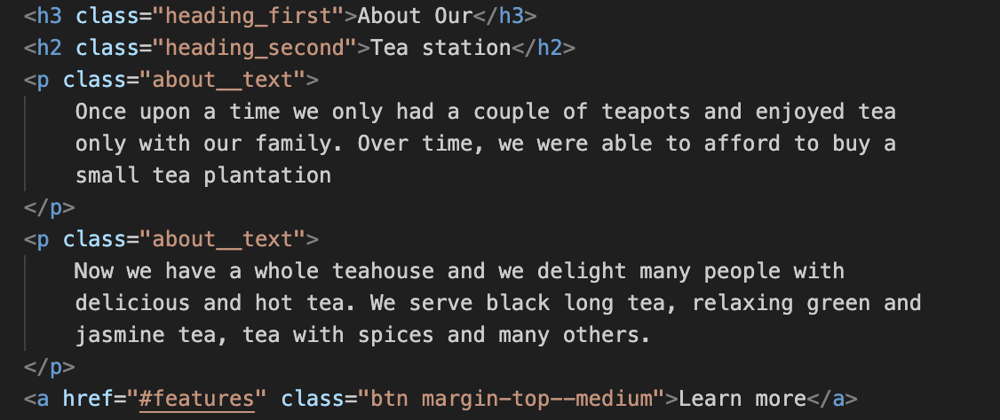 <h3 class="heading_first">About Our</h3>
<h2 class="heading_second">Tea station</h2>
<p class="about__text">
    Once upon a time we only had a couple of teapots and enjoyed tea
    only with our family. Over time, we were able to afford to buy a
    small tea plantation
</p>
<p class="about__text">
    Now we have a whole teahouse and we delight many people with
    delicious and hot tea. We serve black long tea, relaxing green and
    jasmine tea, tea with spices and many others.
</p>
<a href="#features" class="btn margin-top--medium">Learn more</a>